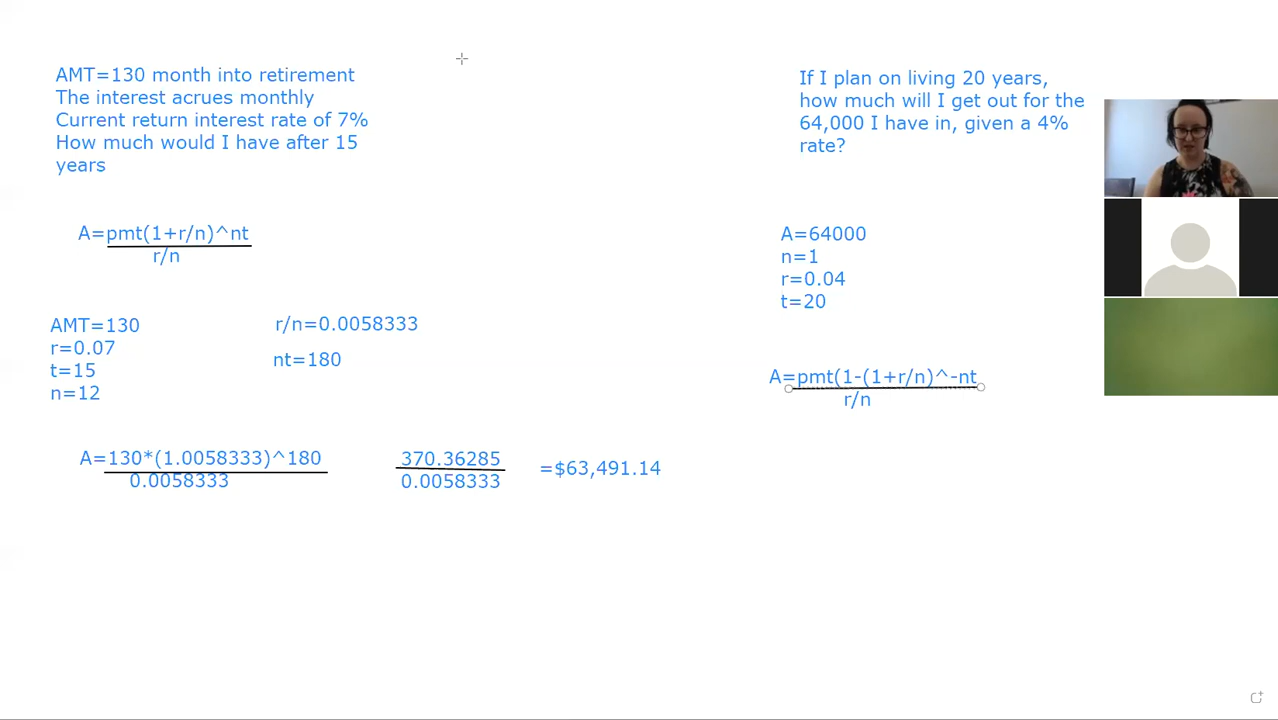 AMT=130 month into retirement
The interest acrues monthly
Current return interest rate of 7%
How much would I have after 15
years
A=pmt(1+r/n)^nt
r/n
AMT=130
r=0.07
t=15
n=12
r/n=0.0058333
nt=180
A=130*(1.0058333)^180
0.0058333
370.36285
0.0058333
=$63,491.14
If I plan on living 20 years,
how much will I get out for the
64,000 I have in, given a 4%
rate?
A=64000
n=1
r=0.04
t=20
A=pmt(1-(1+r/n)^-nt
r/n